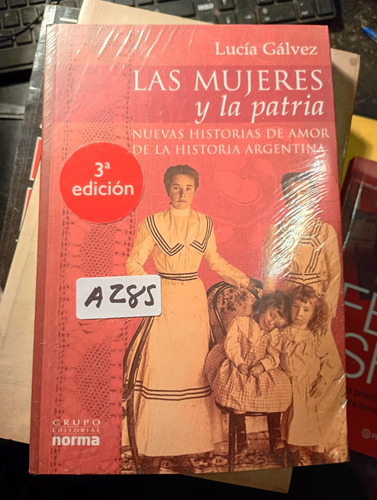 Lucía Gálvez
LAS MUJERES
y la patria
NUEVAS HISTORIAS DE AMOR
DE LA HISTORIA ARGENTINA
3ª
edición
A285
GRUPO
EDITORIAL
norma